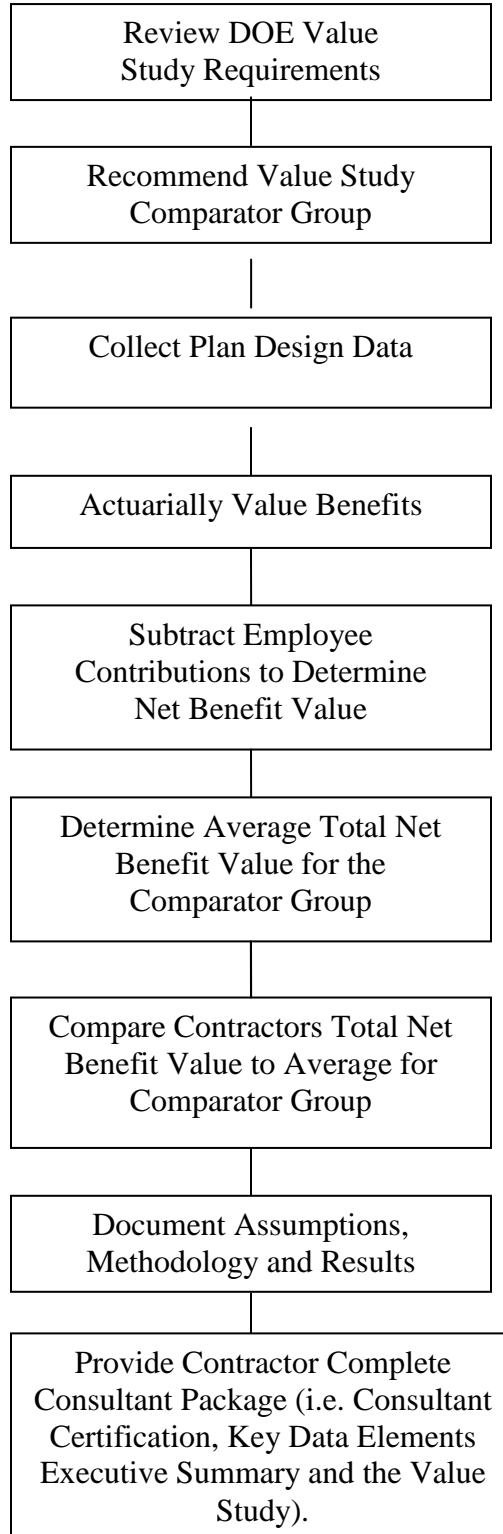 Review DOE Value
Study Requirements
Recommend Value Study
Comparator Group
Collect Plan Design Data
Actuarially Value Benefits
Subtract Employee
Contributions to Determine
Net Benefit Value
Determine Average Total Net
Benefit Value for the
Comparator Group
Compare Contractors Total Net
Benefit Value to Average for
Comparator Group
Document Assumptions,
Methodology and Results
Provide Contractor Complete
Consultant Package (i.e. Consultant
Certification, Key Data Elements
Executive Summary and the Value
Study).